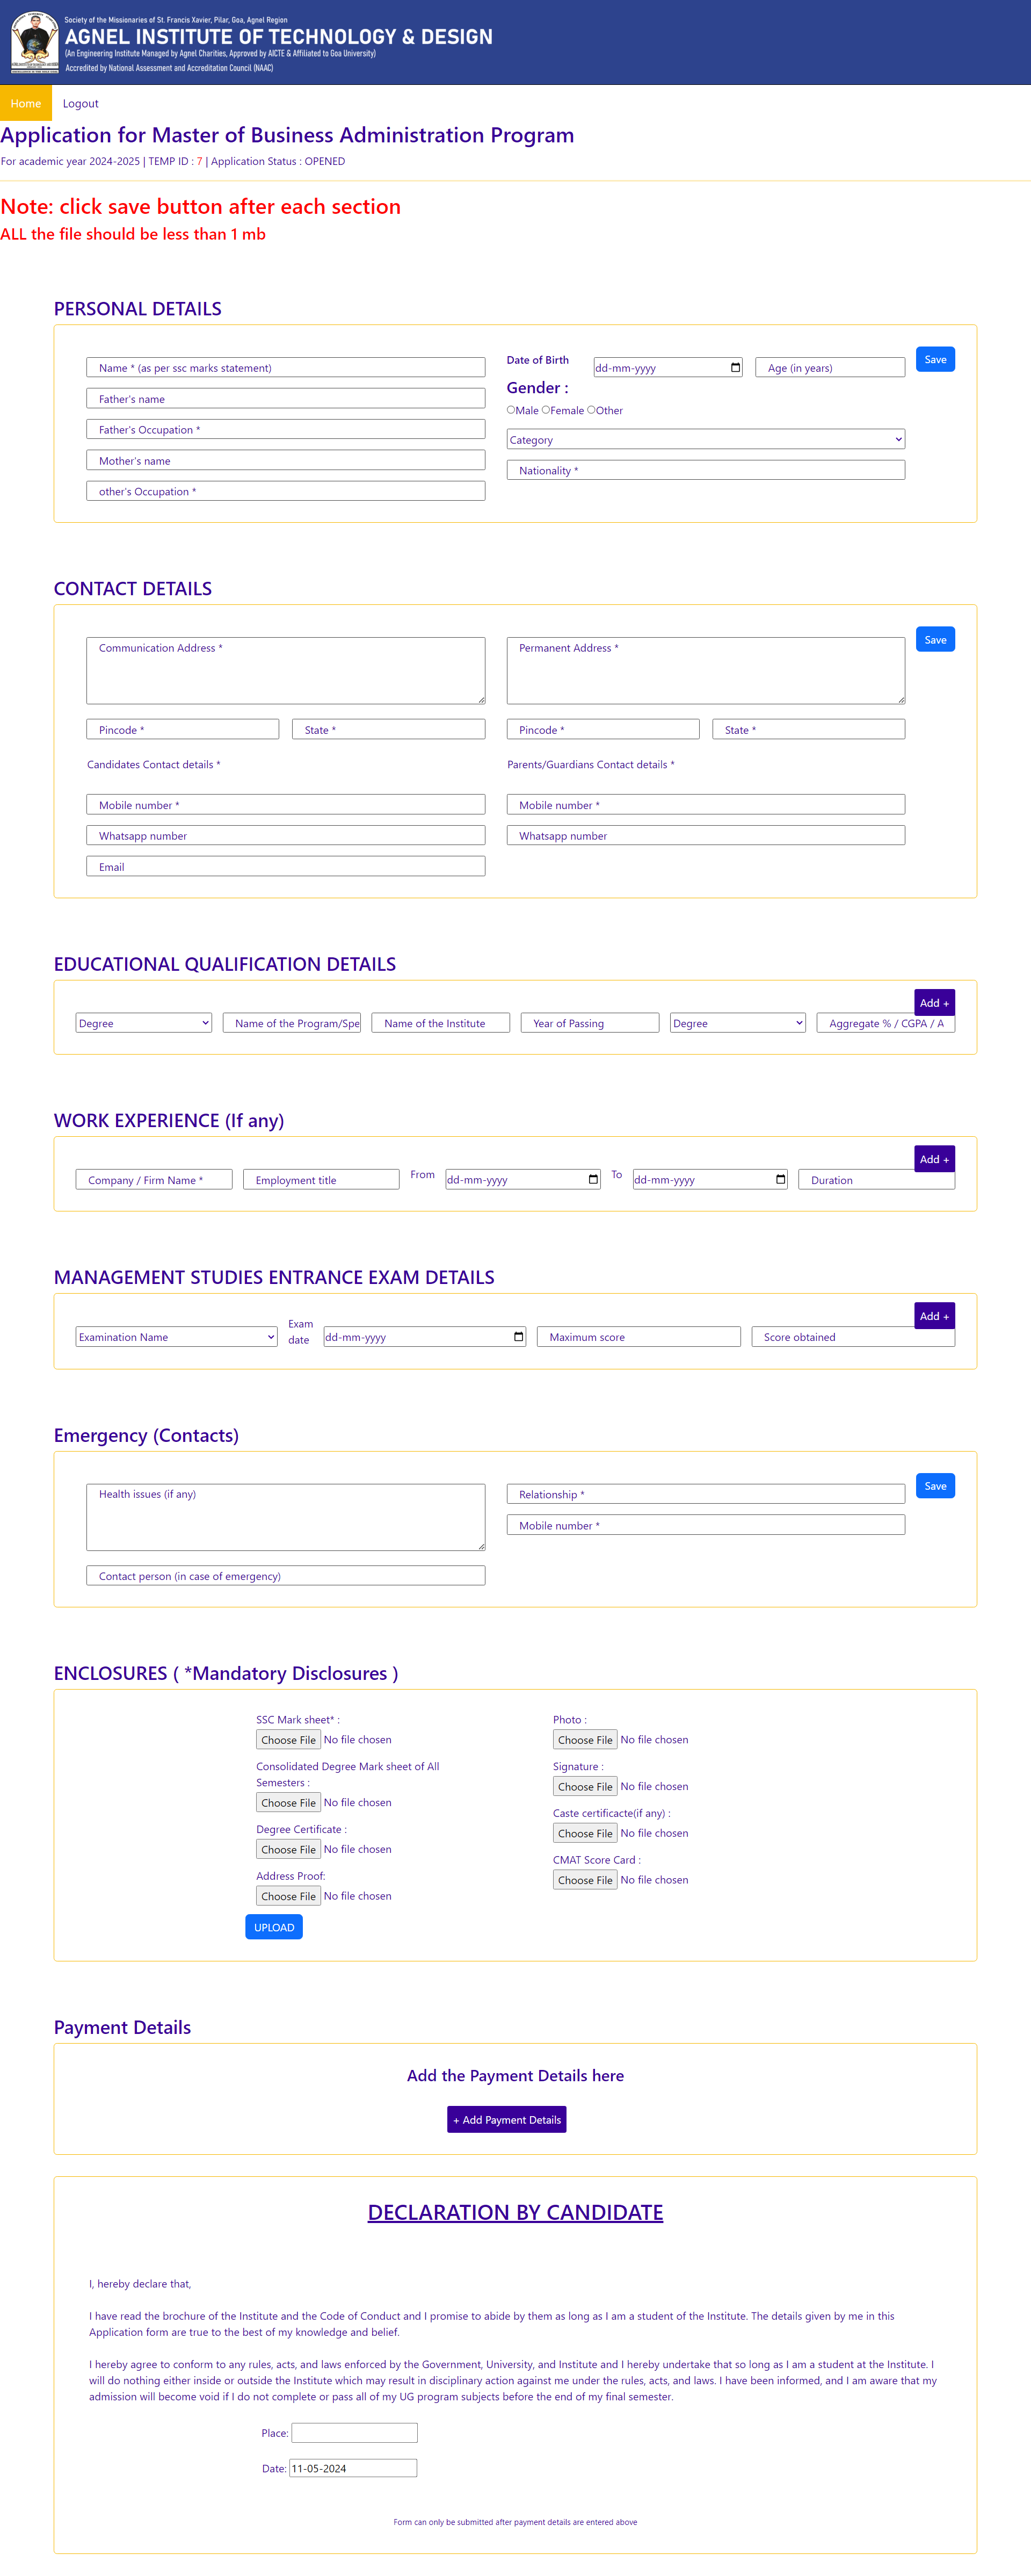 Society of the Missionaries of St. Francis Xavier, Pilar, Goa, Agnel Region
AGNEL INSTITUTE OF TECHNOLOGY & DESIGN
(An Engineering Institute Managed by Agnel Charities, Approved by AICTE & Affiliated to Goa University)
Accredited by National Assessment and Accreditation Council (NAAC)
Home Logout
Application for Master of Business Administration Program
For academic year 2024-2025 | TEMP ID : 7 | Application Status : OPENED
Note: click save button after each section
ALL the file should be less than 1 mb
PERSONAL DETAILS
Name * (as per ssc marks statement)
Father's name
Father's Occupation *
Mother's name
other's Occupation *
Date of Birth dd-mm-yyyy Age (in years)
Save
Gender :
Male Female Other
Category
Nationality *
CONTACT DETAILS
Communication Address *
Permanent Address *
Save
Pincode * State *
Pincode * State *
Candidates Contact details *
Parents/Guardians Contact details *
Mobile number *
Mobile number *
Whatsapp number
Whatsapp number
Email
EDUCATIONAL QUALIFICATION DETAILS
Add +
Degree Name of the Program/Spe Name of the Institute Year of Passing Degree Aggregate % / CGPA / A
WORK EXPERIENCE (If any)
Add +
Company / Firm Name * Employment title From dd-mm-yyyy To dd-mm-yyyy Duration
MANAGEMENT STUDIES ENTRANCE EXAM DETAILS
Add +
Examination Name Exam date dd-mm-yyyy Maximum score Score obtained
Emergency (Contacts)
Health issues (if any)
Relationship *
Save
Mobile number *
Contact person (in case of emergency)
ENCLOSURES ( *Mandatory Disclosures )
SSC Mark sheet* :
Choose File No file chosen
Consolidated Degree Mark sheet of All
Semesters :
Choose File No file chosen
Degree Certificate :
Choose File No file chosen
Address Proof:
Choose File No file chosen
Photo :
Choose File No file chosen
Signature :
Choose File No file chosen
Caste certificacte(if any) :
Choose File No file chosen
CMAT Score Card :
Choose File No file chosen
UPLOAD
Payment Details
Add the Payment Details here
+ Add Payment Details
DECLARATION BY CANDIDATE
I, hereby declare that,
I have read the brochure of the Institute and the Code of Conduct and I promise to abide by them as long as I am a student of the Institute. The details given by me in this
Application form are true to the best of my knowledge and belief.
I hereby agree to conform to any rules, acts, and laws enforced by the Government, University, and Institute and I hereby undertake that so long as I am a student at the Institute. I
will do nothing either inside or outside the Institute which may result in disciplinary action against me under the rules, acts, and laws. I have been informed, and I am aware that my
admission will become void if I do not complete or pass all of my UG program subjects before the end of my final semester.
Place:
Date: 11-05-2024
Form can only be submitted after payment details are entered above